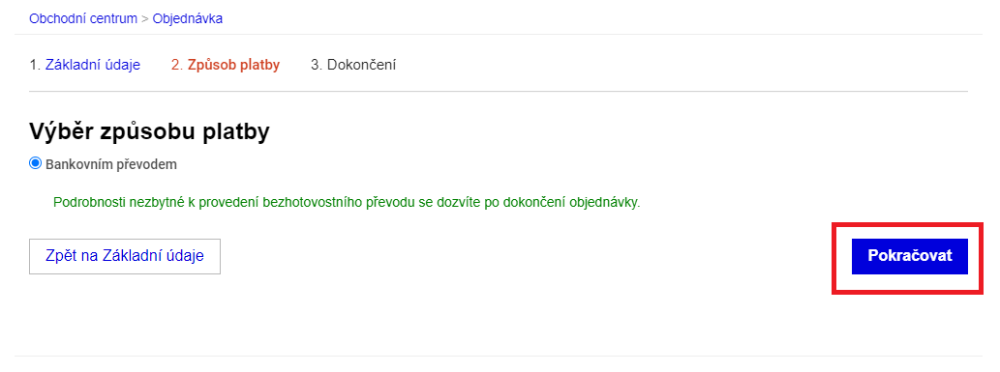 Obchodní centrum > Objednávka
1. Základní údaje 2. Způsob platby 3. Dokončení
Výběr způsobu platby
Bankovním převodem
Podrobnosti nezbytné k provedení bezhotovostního převodu se dozvíte po dokončení objednávky.
Zpět na Základní údaje Pokračovat